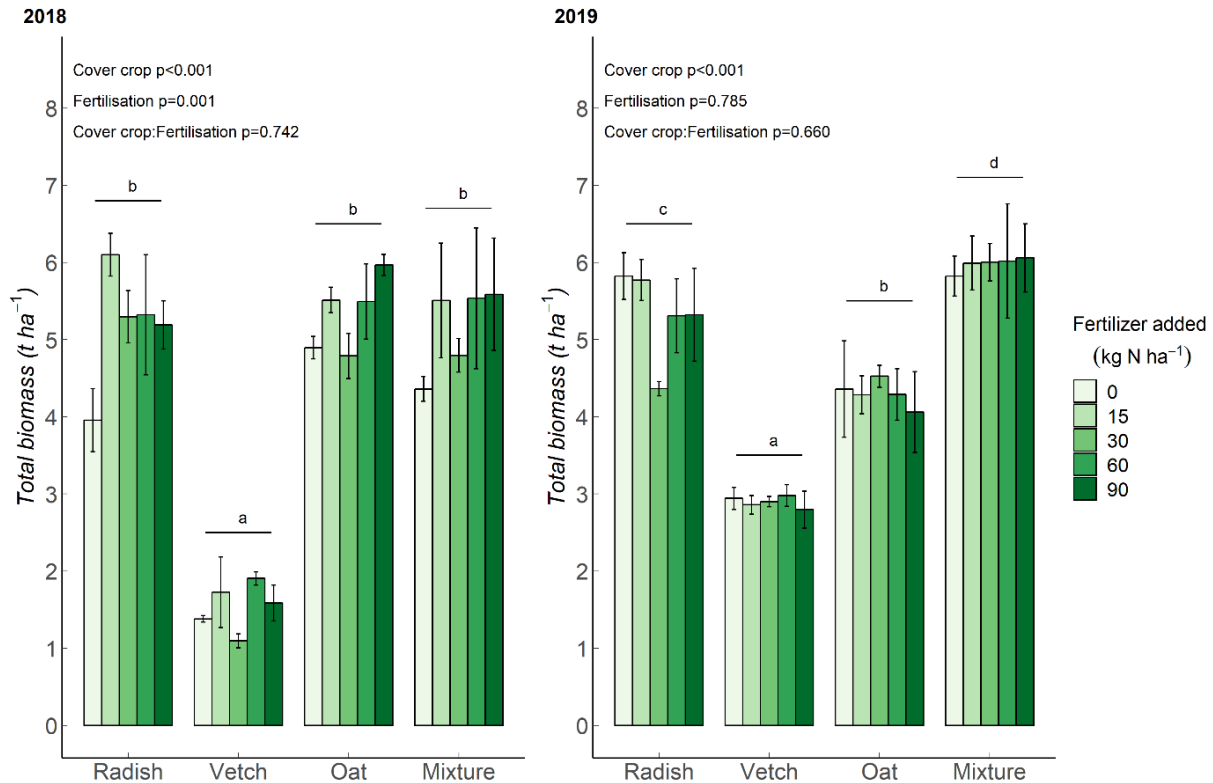 2018
Cover crop p<0.001
Fertilisation p=0.001
Cover crop:Fertilisation p=0.742
Total biomass (t ha⁻¹)
8
7
6
5
4
3
2
1
0
b
a
b
b
Radish Vetch Oat Mixture
2019
Cover crop p<0.001
Fertilisation p=0.785
Cover crop:Fertilisation p=0.660
Total biomass (t ha⁻¹)
8
7
6
5
4
3
2
1
0
c
a
b
d
Radish Vetch Oat Mixture
Fertilizer added
(kg N ha⁻¹)
0
15
30
60
90